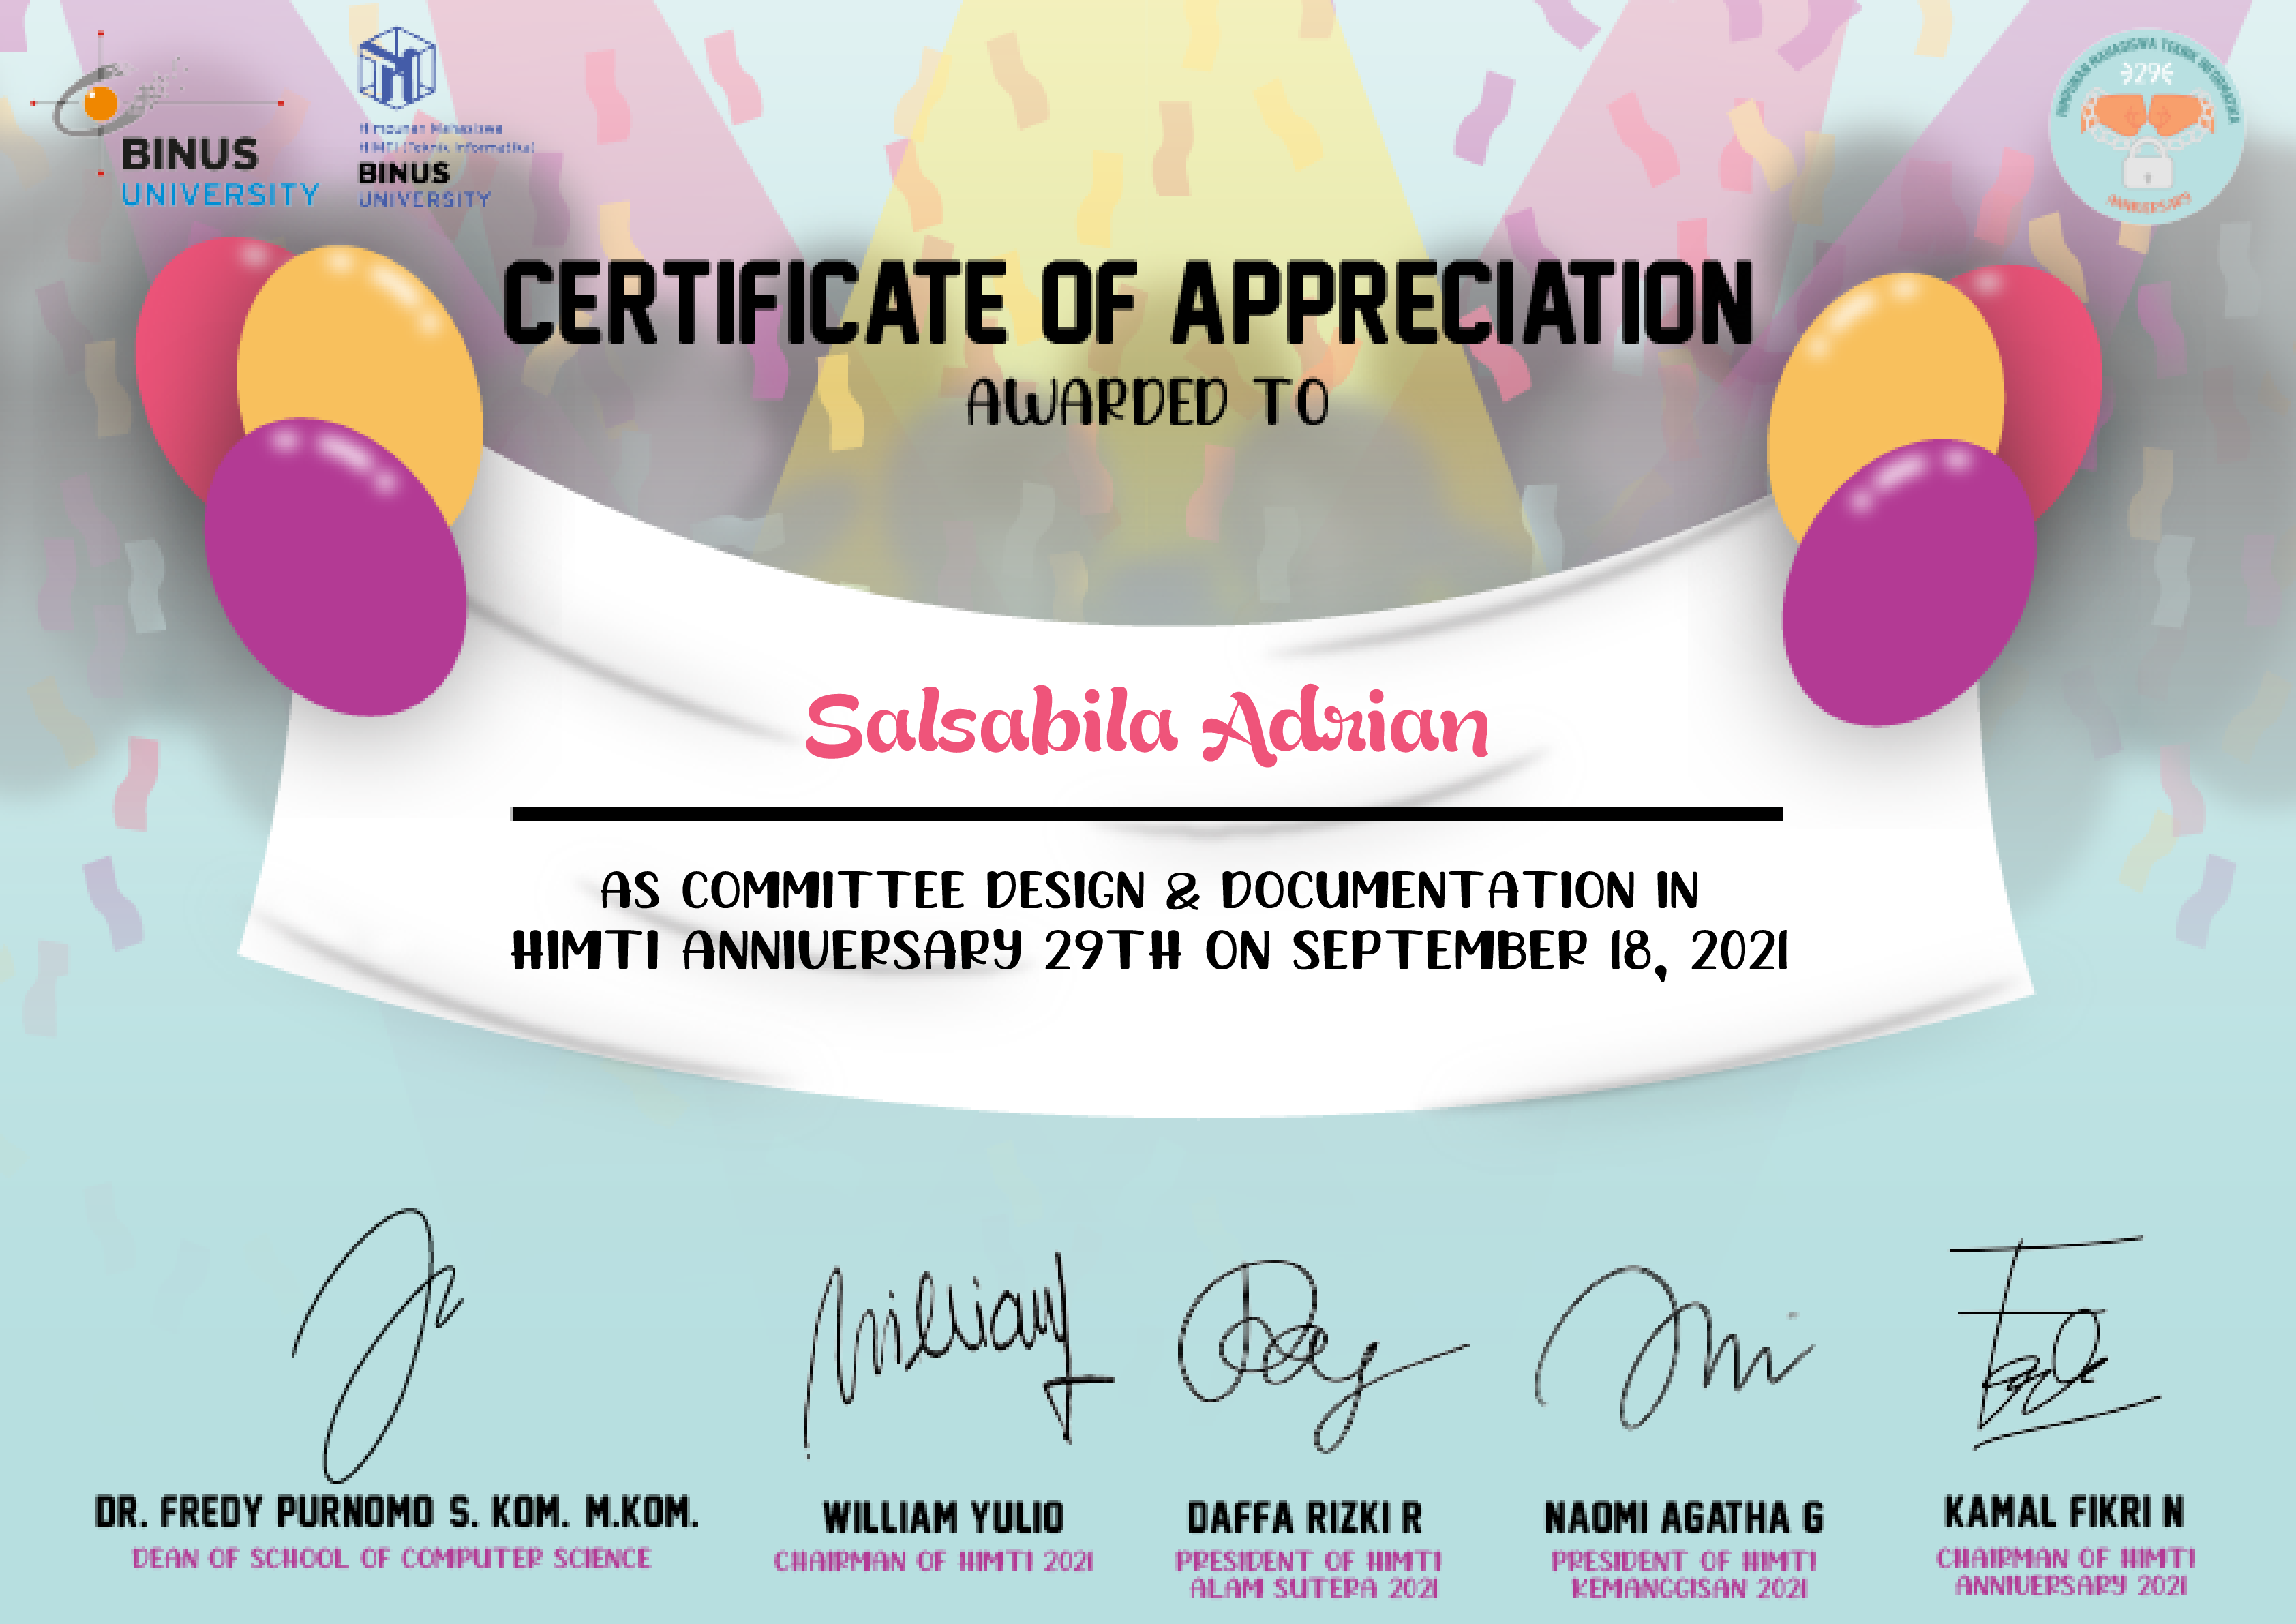 BINUS
UNIVERSITY
Himpunan Mahasiswa
HIMTI (Teknik Informatika)
BINUS
UNIVERSITY
HIMPUNAN MAHASISWA TEKNIK INFORMATIKA
29
ANNIVERSARY
CERTIFICATE OF APPRECIATION
AWARDED TO
Salsabila Adrian
AS COMMITTEE DESIGN & DOCUMENTATION IN
HIMTI ANNIVERSARY 29TH ON SEPTEMBER 18, 2021
William
DR. FREDY PURNOMO S. KOM. M.KOM.
DEAN OF SCHOOL OF COMPUTER SCIENCE
WILLIAM YULIO
CHAIRMAN OF HIMTI 2021
DAFFA RIZKI R
PRESIDENT OF HIMTI
ALAM SUTERA 2021
NAOMI AGATHA G
PRESIDENT OF HIMTI
KEMANGGISAN 2021
KAMAL FIKRI N
CHAIRMAN OF HIMTI
ANNIVERSARY 2021